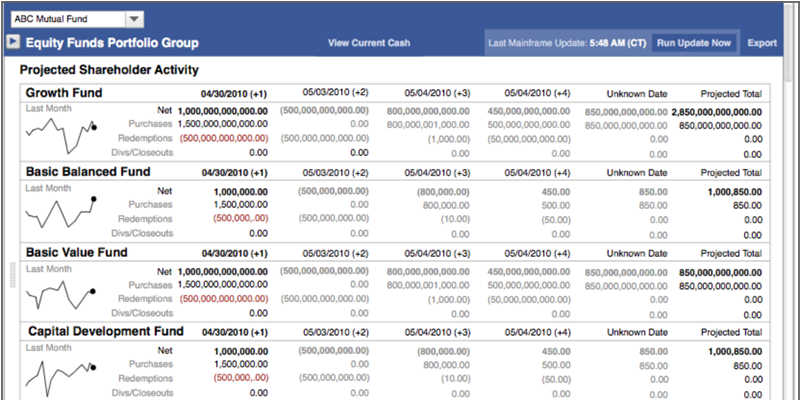 ABC Mutual Fund
Equity Funds Portfolio Group View Current Cash Last Mainframe Update: 5:48 AM (CT) Run Update Now Export
Projected Shareholder Activity
Growth Fund 04/30/2010 (+1) 05/03/2010 (+2) 05/04/2010 (+3) 05/04/2010 (+4) Unknown Date Projected Total
Last Month Net 1,000,000,000,000.00 (500,000,000,000.00) 800,000,000,000.00 450,000,000,000.00 850,000,000,000.00 2,850,000,000,000.00
Purchases 1,500,000,000,000.00 0.00 800,000,001,000.00 500,000,000,000.00 850,000,000,000.00 850,000,000,000.00
Redemptions (500,000,000,000.00) (500,000,000,000.00) (1,000.00) (50,000,000,000.00) 0.00 0.00
Divs/Closeouts 0.00 0.00 0.00 0.00 0.00 0.00
Basic Balanced Fund 04/30/2010 (+1) 05/03/2010 (+2) 05/04/2010 (+3) 05/04/2010 (+4) Unknown Date Projected Total
Last Month Net 1,000,000.00 (500,000,000.00) (800,000.00) 450.00 850.00 1,000,850.00
Purchases 1,500,000.00 0.00 800,000.00 500.00 850.00 850.00
Redemptions (500,000,.00) (500,000,000.00) (10.00) (50.00) 0.00 0.00
Divs/Closeouts 0.00 0.00 0.00 0.00 0.00 0.00
Basic Value Fund 04/30/2010 (+1) 05/03/2010 (+2) 05/04/2010 (+3) 05/04/2010 (+4) Unknown Date Projected Total
Last Month Net 1,000,000,000,000.00 (500,000,000,000.00) 800,000,000,000.00 450,000,000,000.00 850,000,000,000.00 850,000,000,000.00
Purchases 1,500,000,000,000.00 0.00 800,000,001,000.00 500,000,000,000.00 850,000,000,000.00 850,000,000,000.00
Redemptions (500,000,000,000.00) (500,000,000,000.00) (1,000.00) (50,000,000,000.00) 0.00 0.00
Divs/Closeouts 0.00 0.00 0.00 0.00 0.00 0.00
Capital Development Fund 04/30/2010 (+1) 05/03/2010 (+2) 05/04/2010 (+3) 05/04/2010 (+4) Unknown Date Projected Total
Last Month Net 1,000,000.00 (500,000,000.00) (800,000.00) 450.00 850.00 1,000,850.00
Purchases 1,500,000.00 0.00 800,000.00 500.00 850.00 850.00
Redemptions (500,000,.00) (500,000,000.00) (10.00) (50.00) 0.00 0.00
Divs/Closeouts 0.00 0.00 0.00 0.00 0.00 0.00